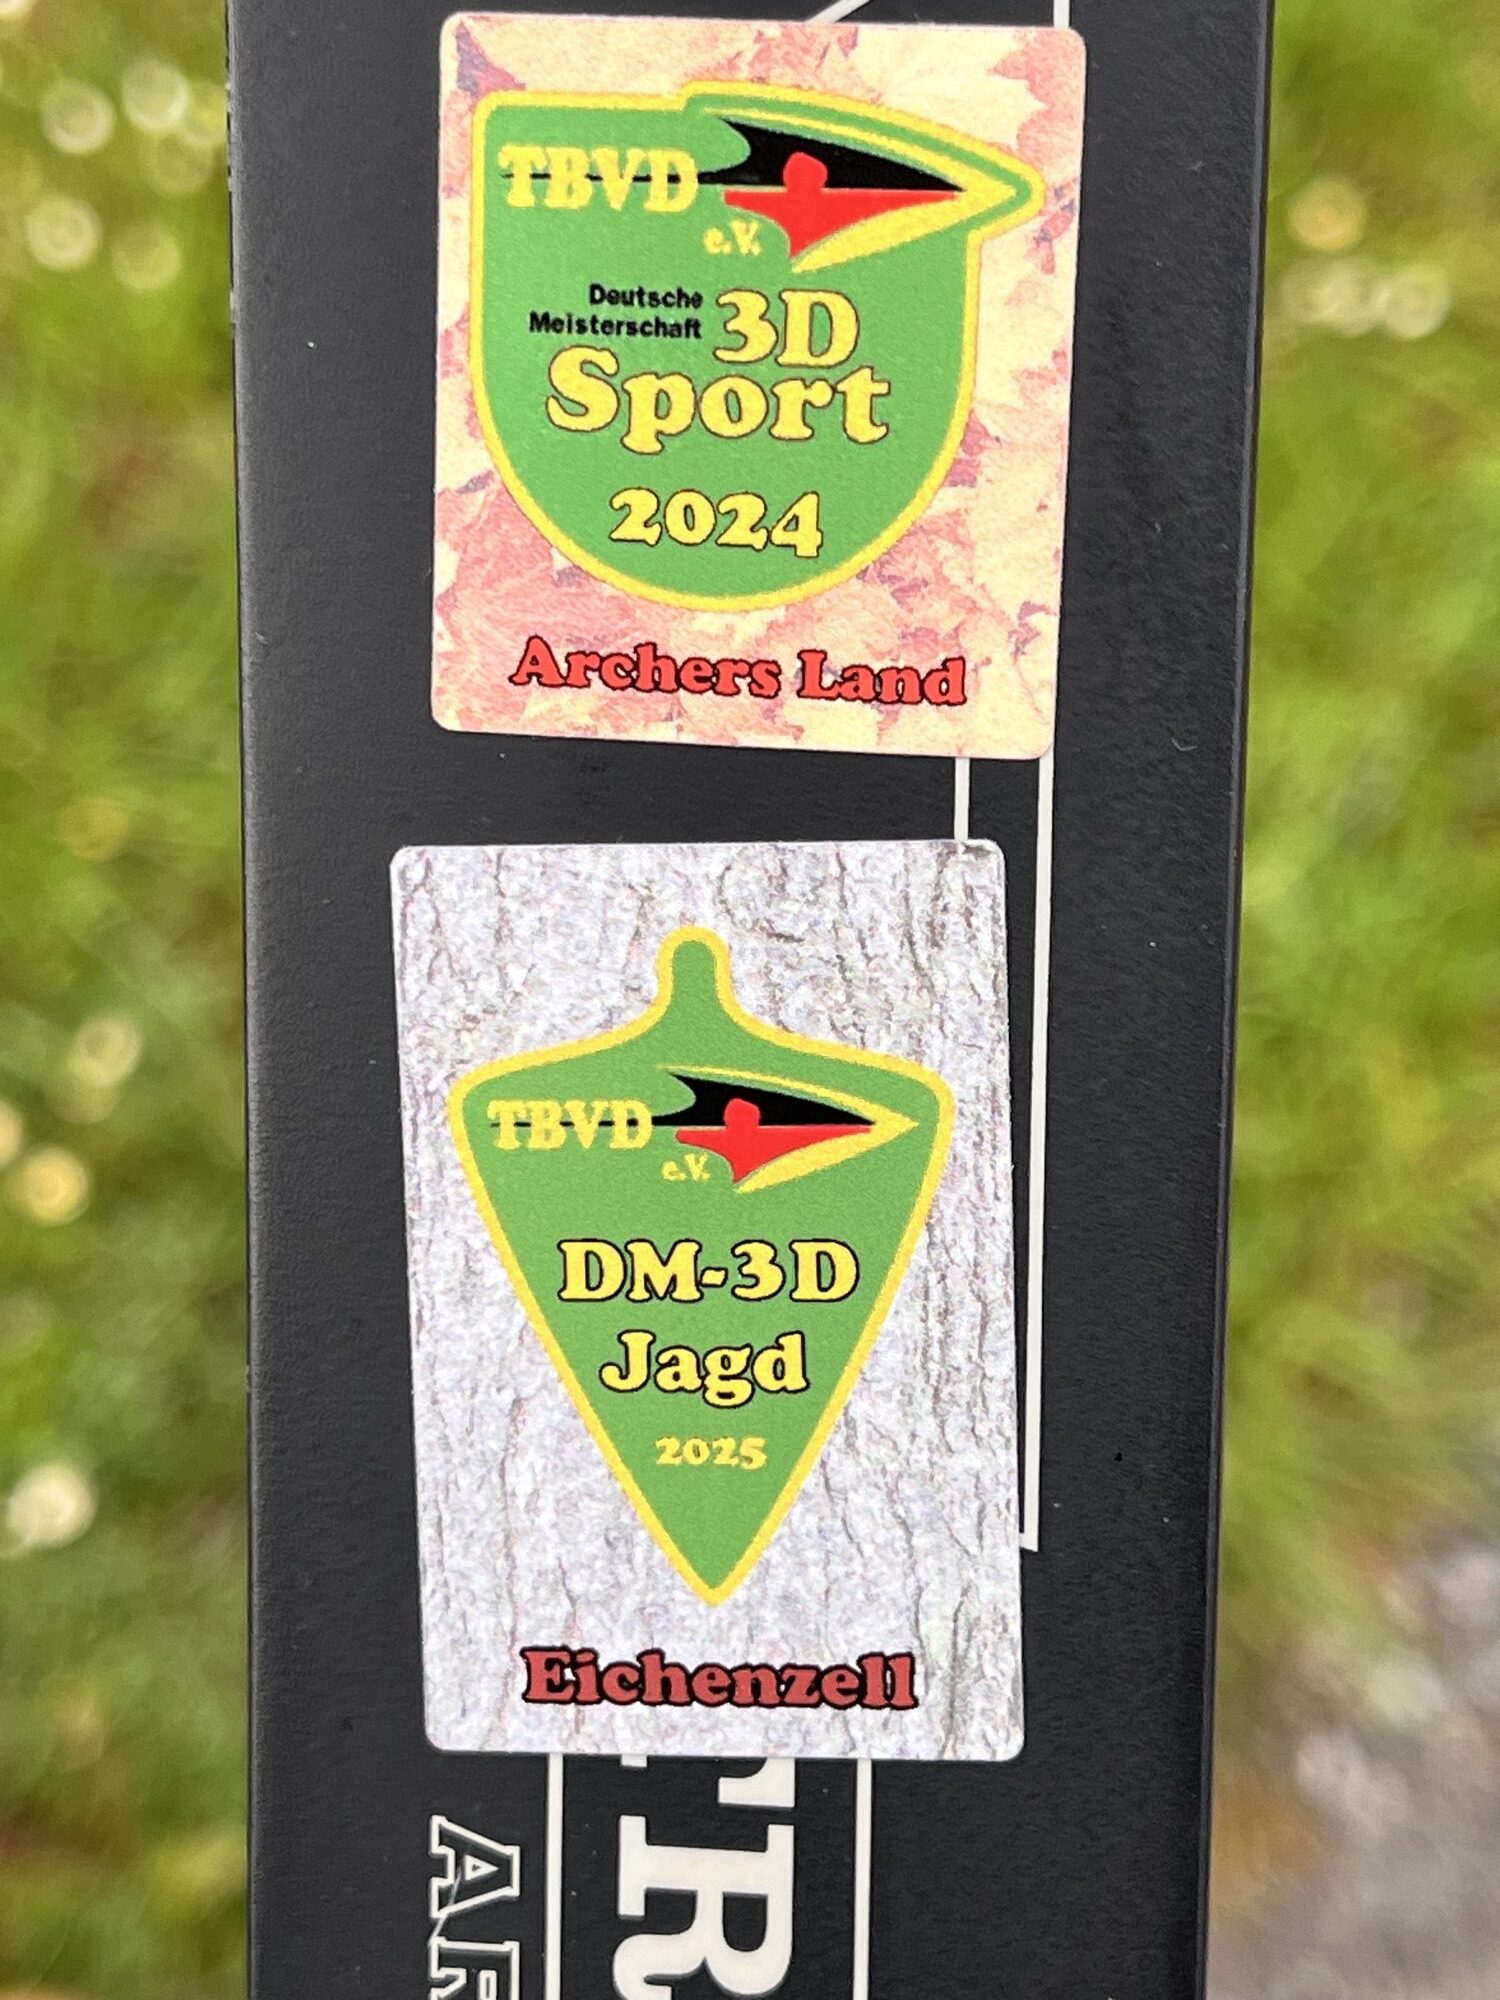 TBVD
e.V.
Deutsche
Meisterschaft 3D
Sport
2024
Archers Land
TBVD
e.V.
DM-3D
Jagd
2025
Eichenzell